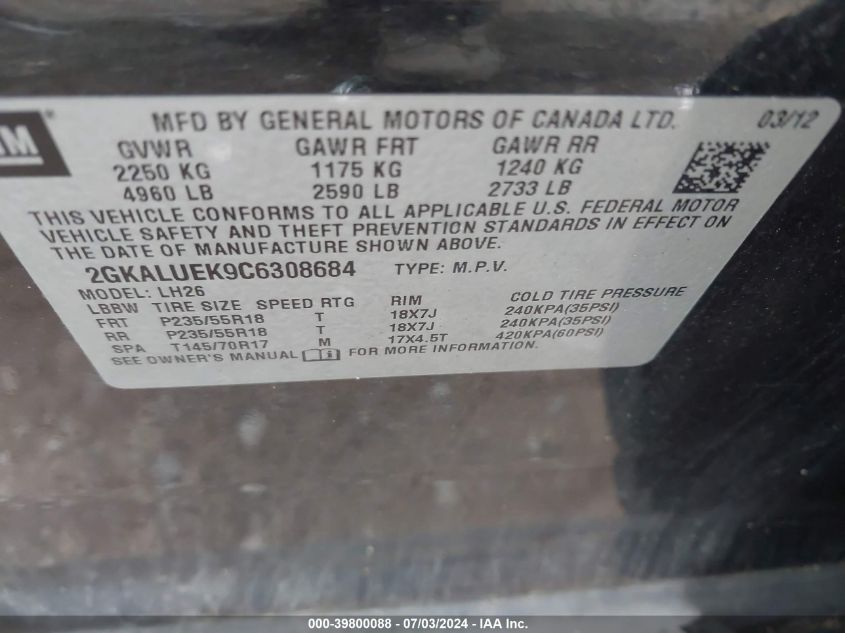 GM
MFD BY GENERAL MOTORS OF CANADA LTD. 03/12
GVWR GAWR FRT GAWR RR
2250 KG 1175 KG 1240 KG
4960 LB 2590 LB 2733 LB
THIS VEHICLE CONFORMS TO ALL APPLICABLE U.S. FEDERAL MOTOR
VEHICLE SAFETY AND THEFT PREVENTION STANDARDS IN EFFECT ON
THE DATE OF MANUFACTURE SHOWN ABOVE.
2GKALUEK9C6308684 TYPE: M.P.V.
MODEL: LH26
LBBW TIRE SIZE SPEED RTG RIM COLD TIRE PRESSURE
FRT P235/55R18 T 18X7J 240KPA(35PSI)
RR P235/55R18 T 18X7J 240KPA(35PSI)
SPA T145/70R17 M 17X4.5T 420KPA(60PSI)
SEE OWNER'S MANUAL FOR MORE INFORMATION.
000-39800088 - 07/03/2024 - IAA Inc.